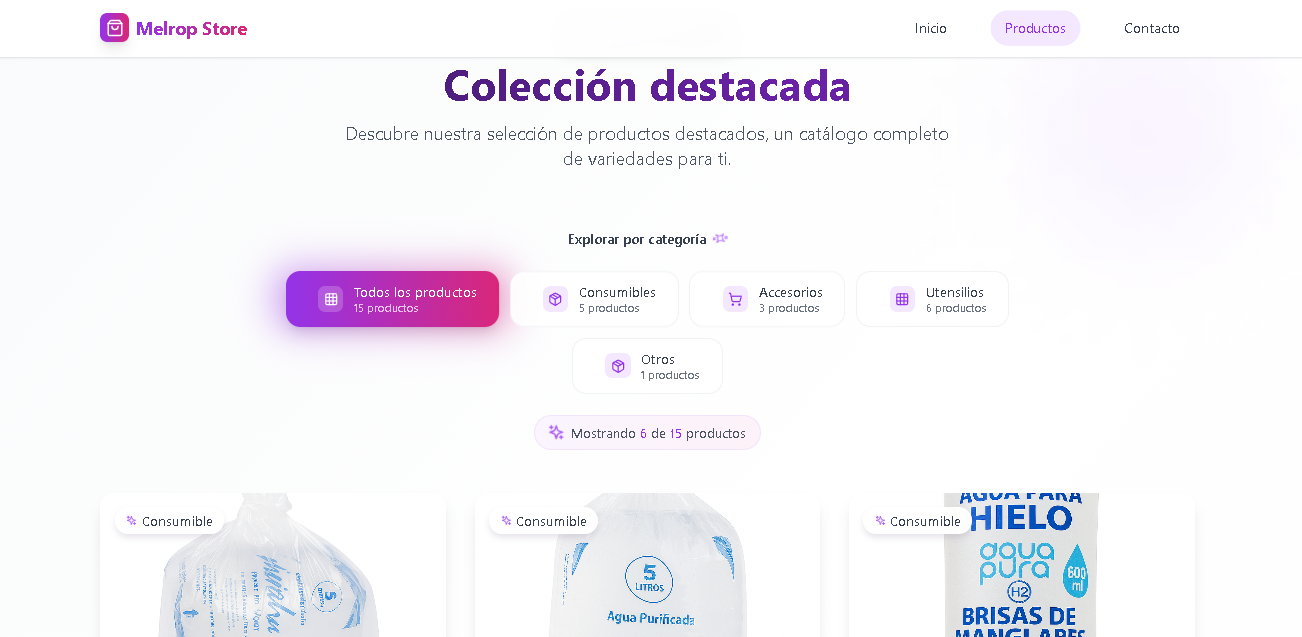 Melrop Store
Inicio
Productos
Contacto
Colección destacada
Descubre nuestra selección de productos destacados, un catálogo completo
de variedades para ti.
Explorar por categoría
Todos los productos
15 productos
Consumibles
5 productos
Accesorios
3 productos
Utensilios
6 productos
Otros
1 productos
Mostrando 6 de 15 productos
Consumible
5
Consumible
5
LITROS
Agua Purificada
Consumible
AGUA PARA
HIELO
agua
pura
600
ml
H2
BRISAS DE
MANGLARES